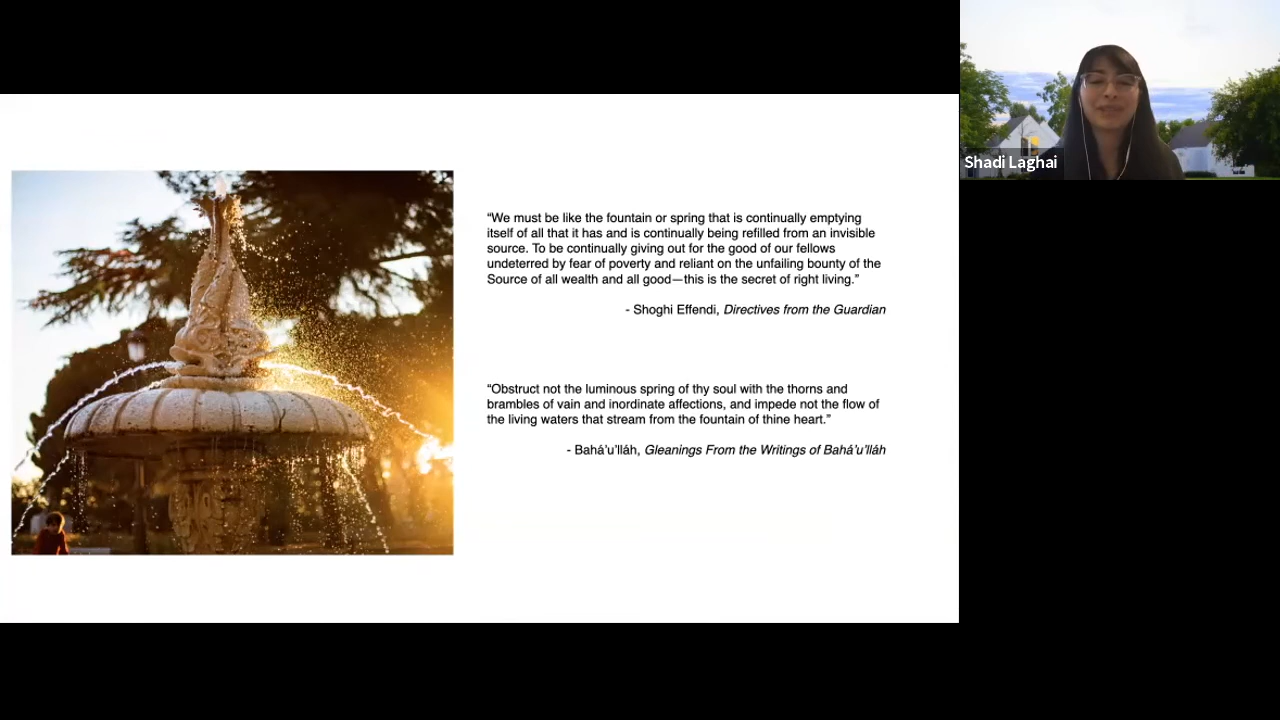 “We must be like the fountain or spring that is continually emptying
itself of all that it has and is continually being refilled from an invisible
source. To be continually giving out for the good of our fellows
undeterred by fear of poverty and reliant on the unfailing bounty of the
Source of all wealth and all good—this is the secret of right living.”
- Shoghi Effendi, Directives from the Guardian
“Obstruct not the luminous spring of thy soul with the thorns and
brambles of vain and inordinate affections, and impede not the flow of
the living waters that stream from the fountain of thine heart.”
- Bahá’u’lláh, Gleanings From the Writings of Bahá’u’lláh
Shadi Laghai